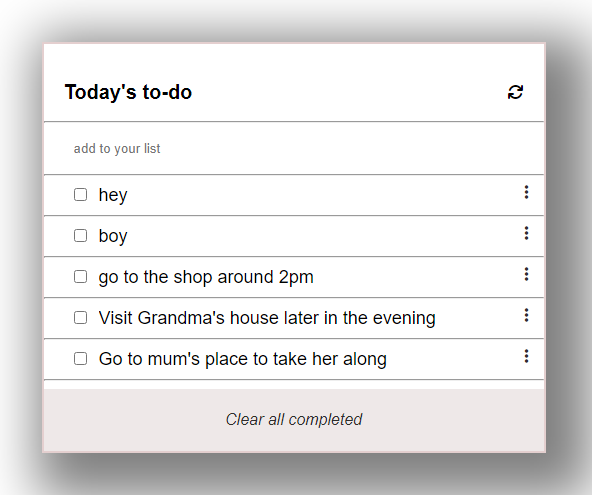 Today's to-do
add to your list
hey
boy
go to the shop around 2pm
Visit Grandma's house later in the evening
Go to mum's place to take her along
Clear all completed